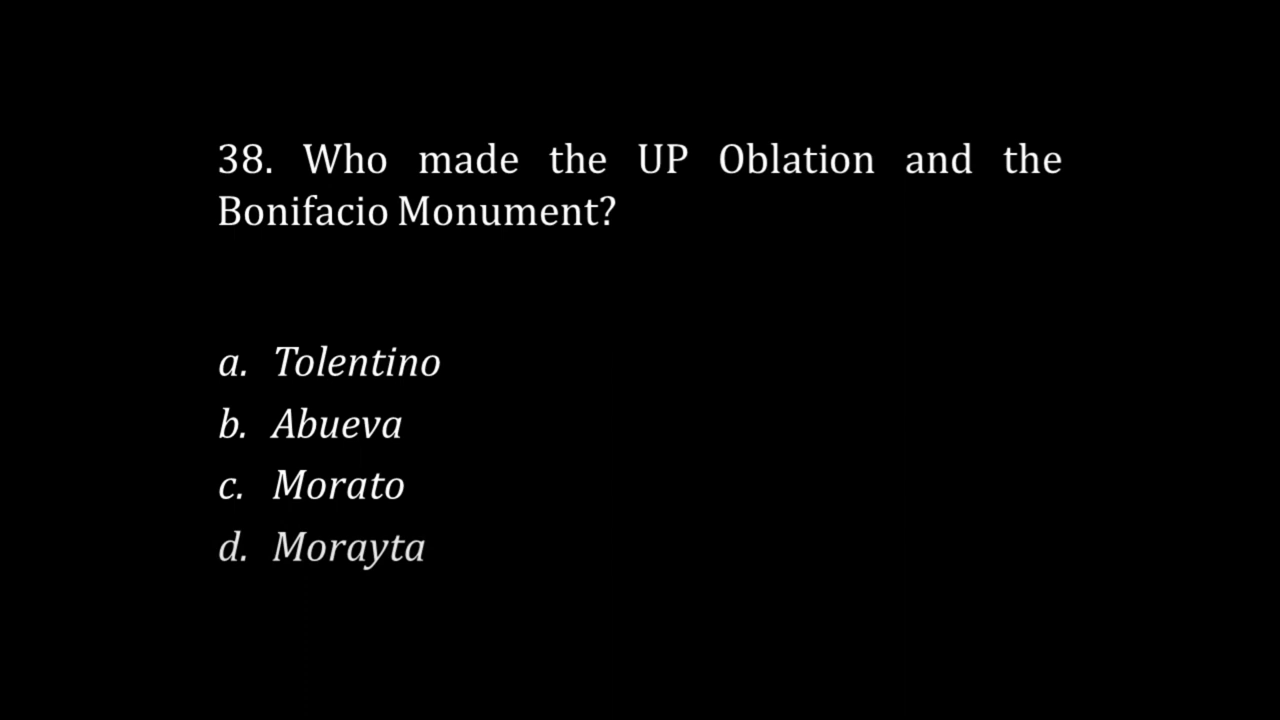 38. Who made the UP Oblation and the
Bonifacio Monument?
a. Tolentino
b. Abueva
c. Morato
d. Morayta